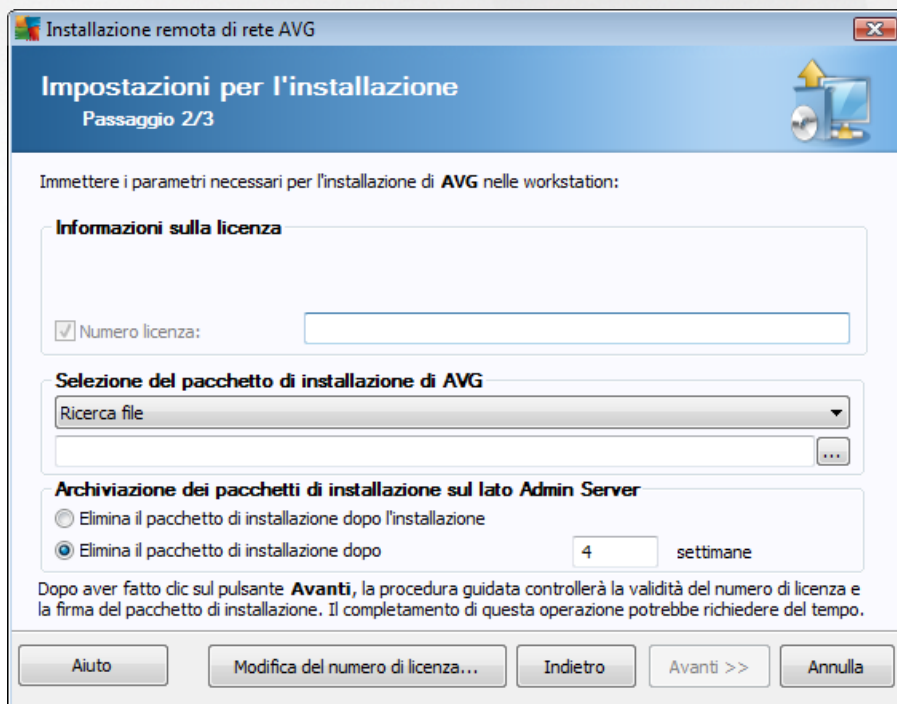 Installazione remota di rete AVG
Impostazioni per l'installazione
Passaggio 2/3
Immettere i parametri necessari per l'installazione di AVG nelle workstation:
Informazioni sulla licenza
Numero licenza:
Selezione del pacchetto di installazione di AVG
Ricerca file
...
Archiviazione dei pacchetti di installazione sul lato Admin Server
Elimina il pacchetto di installazione dopo l'installazione
Elimina il pacchetto di installazione dopo 4 settimane
Dopo aver fatto clic sul pulsante Avanti, la procedura guidata controllerà la validità del numero di licenza e
la firma del pacchetto di installazione. Il completamento di questa operazione potrebbe richiedere del tempo.
Aiuto Modifica del numero di licenza... Indietro Avanti >> Annulla